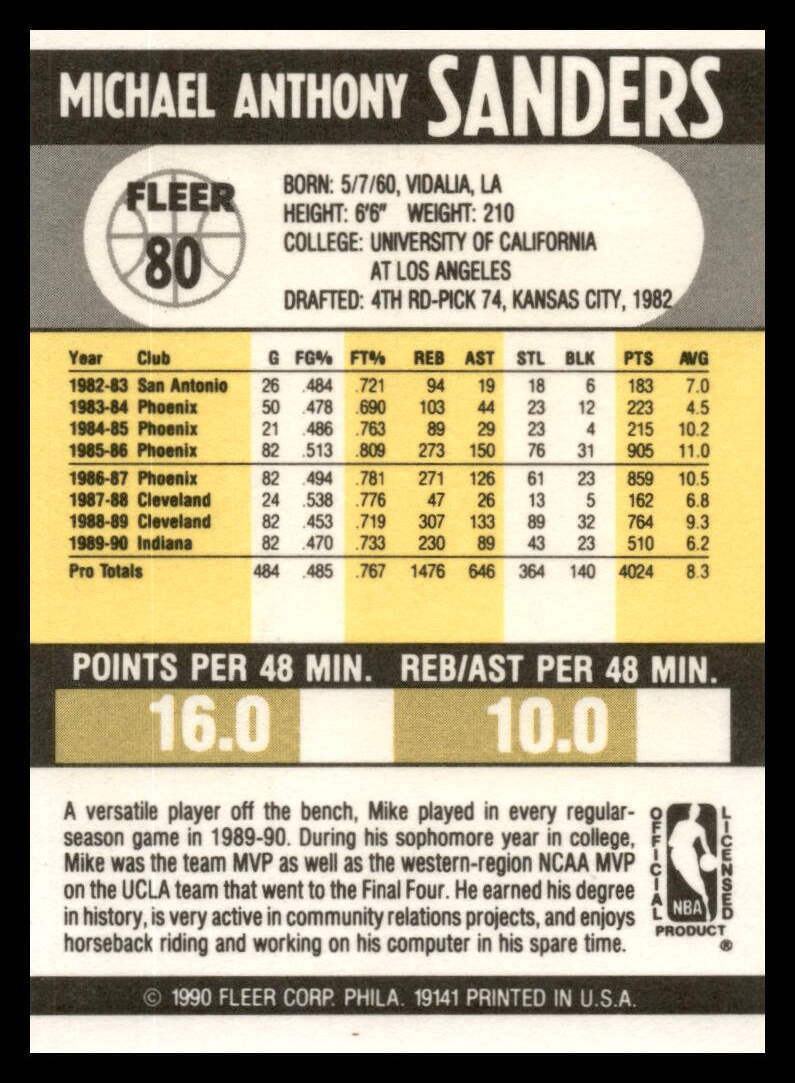 MICHAEL ANTHONY SANDERS
FLEER
80
BORN: 5/7/60, VIDALIA, LA
HEIGHT: 6'6" WEIGHT: 210
COLLEGE: UNIVERSITY OF CALIFORNIA
AT LOS ANGELES
DRAFTED: 4TH RD-PICK 74, KANSAS CITY, 1982
Year Club G FG% FT% REB AST STL BLK PTS AVG
1982-83 San Antonio 26 .484 .721 94 19 18 6 183 7.0
1983-84 Phoenix 50 .478 .690 103 44 23 12 223 4.5
1984-85 Phoenix 21 .486 .763 89 29 23 4 215 10.2
1985-86 Phoenix 82 .513 .809 273 150 76 31 905 11.0
1986-87 Phoenix 82 .494 .781 271 126 61 23 859 10.5
1987-88 Cleveland 24 .538 .776 47 26 13 5 162 6.8
1988-89 Cleveland 82 .453 .719 307 133 89 32 764 9.3
1989-90 Indiana 82 .470 .733 230 89 43 23 510 6.2
Pro Totals 484 .485 .767 1476 646 364 140 4024 8.3
POINTS PER 48 MIN. REB/AST PER 48 MIN.
16.0 10.0
A versatile player off the bench, Mike played in every regular-
season game in 1989-90. During his sophomore year in college,
Mike was the team MVP as well as the western-region NCAA MVP
on the UCLA team that went to the Final Four. He earned his degree
in history, is very active in community relations projects, and enjoys
horseback riding and working on his computer in his spare time.
OFFICIAL
NBA
LICENSED
PRODUCT
®
© 1990 FLEER CORP. PHILA. 19141 PRINTED IN U.S.A.